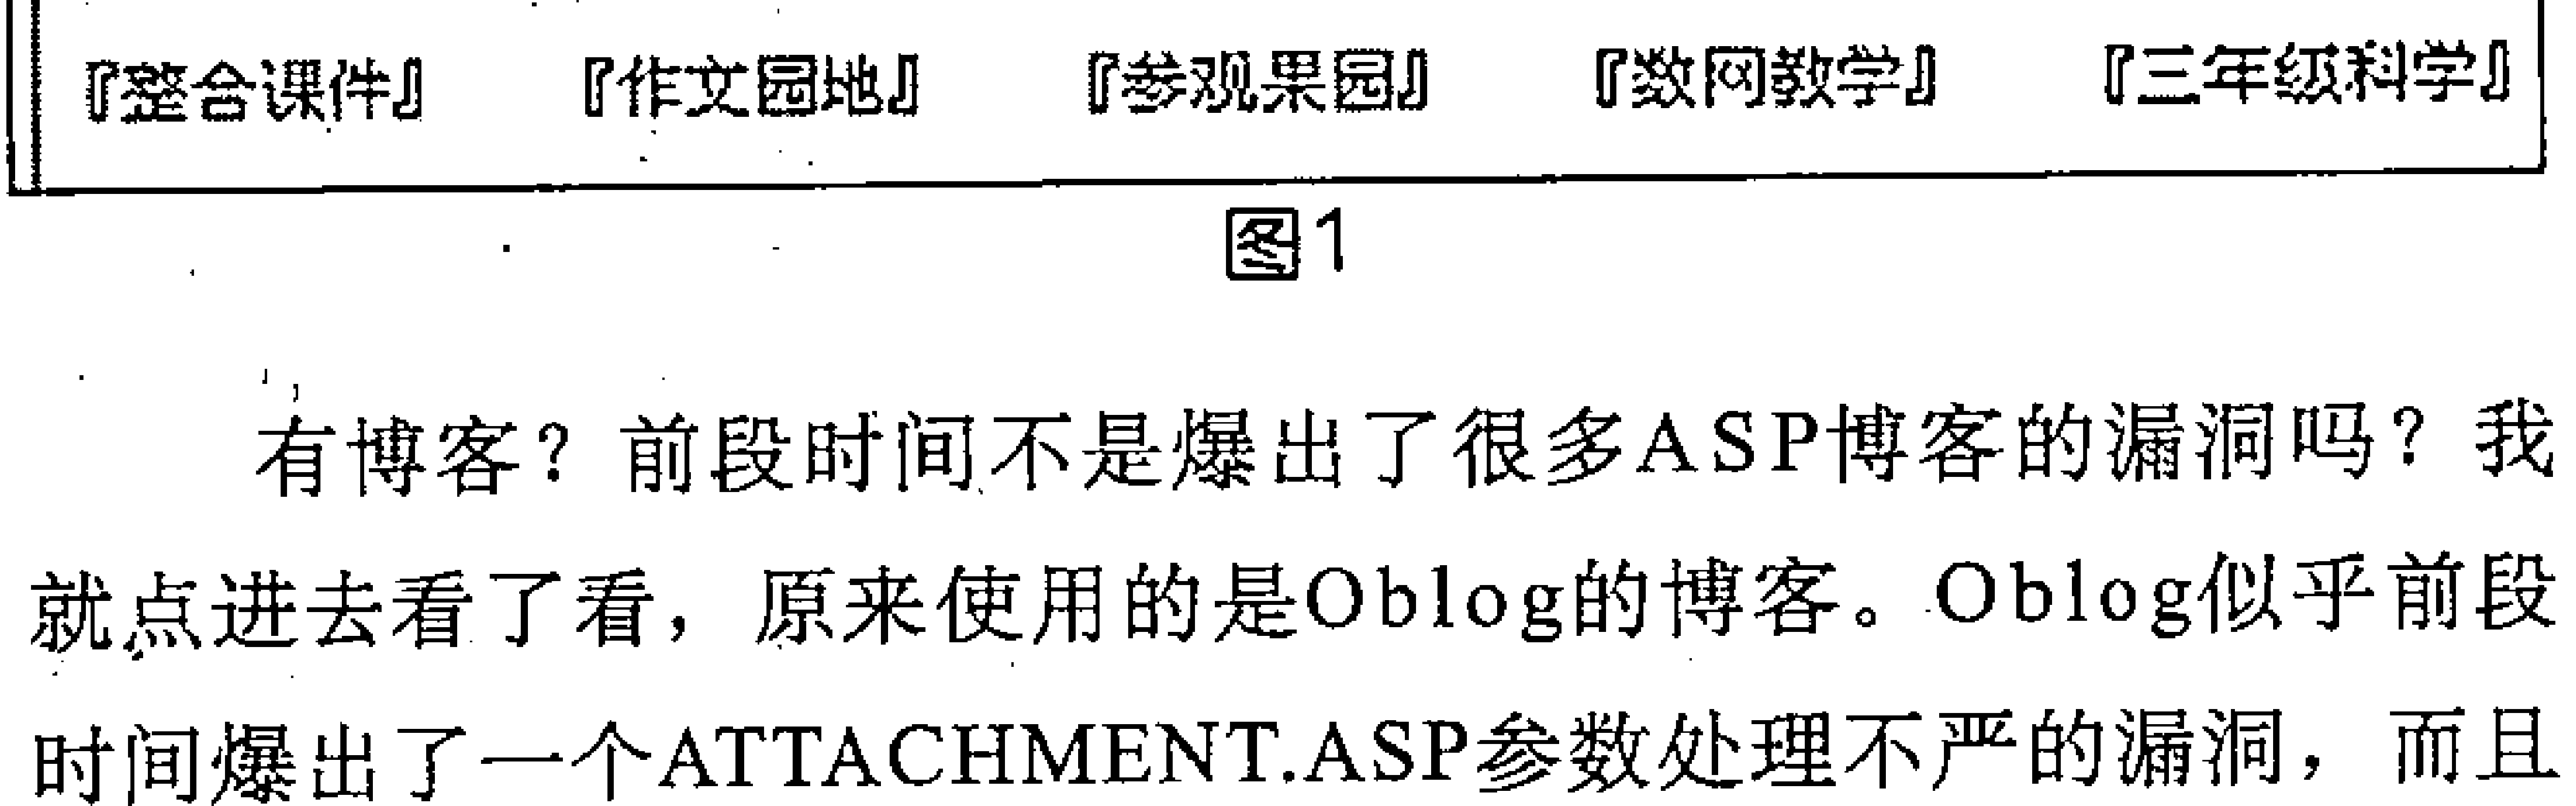 『整合课件』 『作文园地』 『参观果园』 『数网教学』 『三年级科学』
图1
有博客？前段时间不是爆出了很多ASP博客的漏洞吗？我
就点进去看了看，原来使用的是Oblog的博客。Oblog似乎前段
时间爆出了一个ATTACHMENT.ASP参数处理不严的漏洞，而且